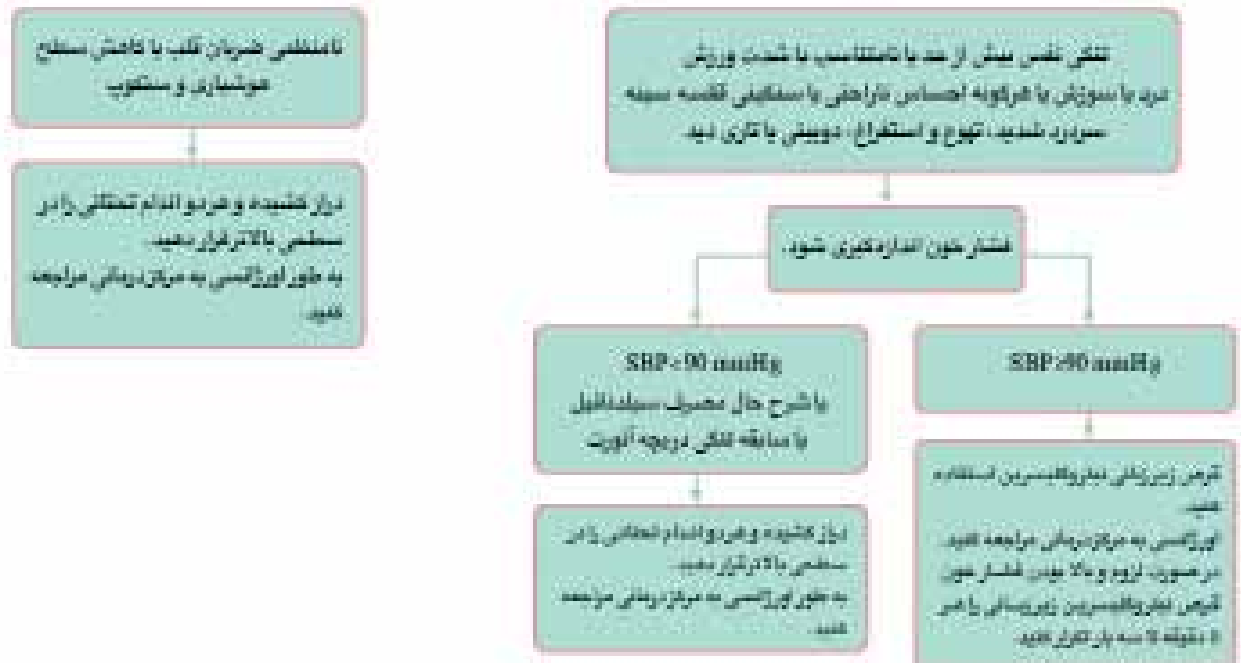 تنگی نفس بیش از حد یا نامتناسب با شدت ورزش
درد یا سوزش یا هرگونه احساس ناراحتی یا سنگینی قفسه سینه
سردرد شدید، تهوع و استفراغ، دوبینی یا تاری دید
فشار خون اندازه‌گیری شود.
SBP≥90 mmHg
قرص زیرزبانی نیتروگلیسرین استفاده
کنید.
اورژانسی به مرکز درمانی مراجعه کنید.
در صورت لزوم و بالا بودن فشار خون
قرص نیتروگلیسرین زیرزبانی را هر
۵ دقیقه تا سه بار تکرار کنید.
SBP<90 mmHg
یا شرح حال مصرف سیلدنافیل
یا سابقه تنگی دریچه آئورت
دراز کشیده و هر دو اندام تحتانی را در
سطحی بالاتر قرار دهید.
به طور اورژانسی به مرکز درمانی مراجعه
کنید.
نامنظمی ضربان قلب یا کاهش سطح
هوشیاری و سنکوپ
دراز کشیده و هر دو اندام تحتانی را در
سطحی بالاتر قرار دهید.
به طور اورژانسی به مرکز درمانی مراجعه
کنید.